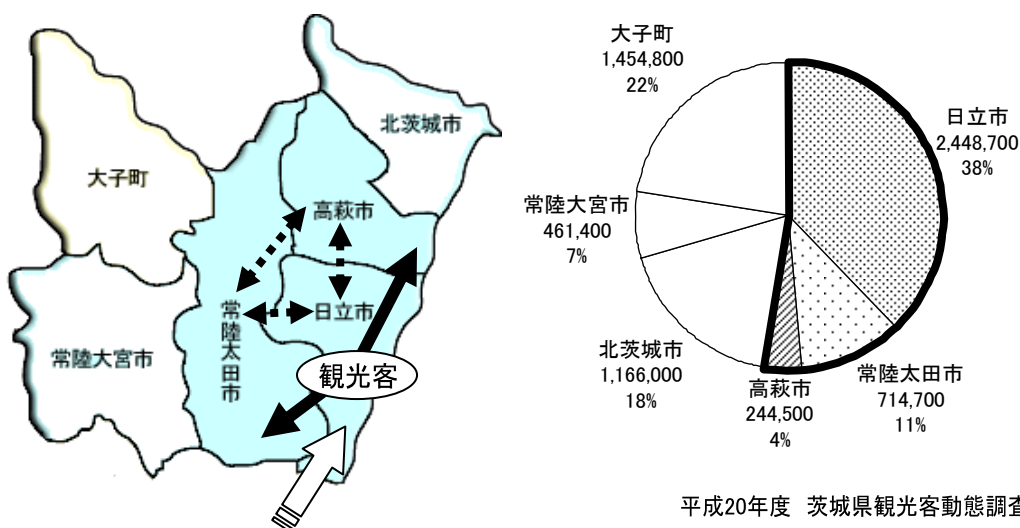 北茨城市
大子町
高萩市
常陸太田市
日立市
常陸大宮市
観光客
大子町
1,454,800
22%
日立市
2,448,700
38%
常陸大宮市
461,400
7%
北茨城市
1,166,000
18%
高萩市
244,500
4%
常陸太田市
714,700
11%
平成20年度 茨城県観光客動態調査